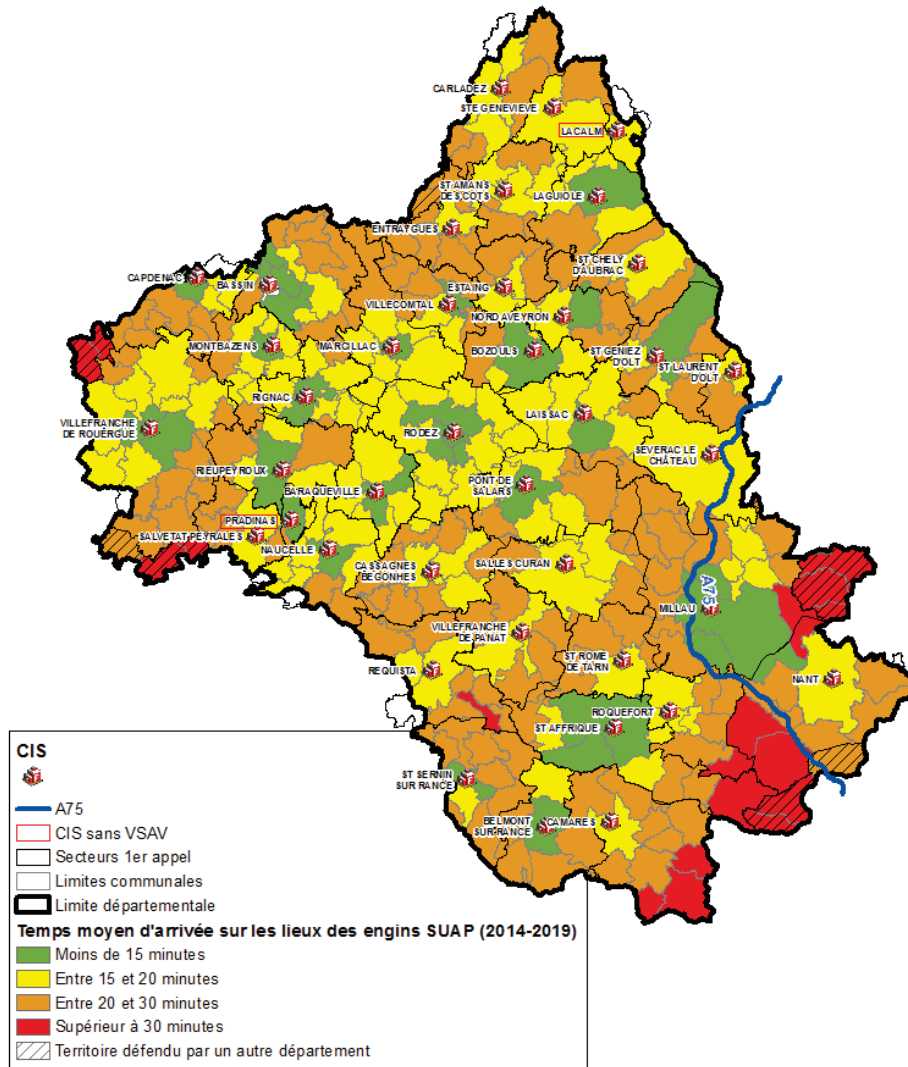 CARLADEZ
STE GENEVIEVE
LACALM
ST AMANS
DES COTS
LAGUIOLE
ENTRAYGUES
ST CHELY
D'AUBRAC
CAPDENAC
BASSIN
ESTAING
VILLECOMTAL
NORD AVEYRON
MONTBAZENS
MARCILLAC
BOZOULS
ST GENIEZ
D'OLT
ST LAURENT
D'OLT
RIGNAC
VILLEFRANCHE
DE ROUERGUE
RODEZ
LAISSAC
SEVERAC LE
CHÂTEAU
RIEUPEYROUX
BARAQUEVILLE
PONT DE
SALARS
PRADINAS
SALVETAT PEYRALES
NAUCELLE
CASSAGNES
BEGONHES
SALLES CURAN
A75
MILLAU
VILLEFRANCHE
DE PANAT
ST ROME
DE TARN
REQUISTA
NANT
ROQUEFORT
ST AFFRIQUE
ST SERNIN
SUR RANCE
BELMONT
SUR RANCE
CAMARES
CIS
A75
CIS sans VSAV
Secteurs 1er appel
Limites communales
Limite départementale
Temps moyen d'arrivée sur les lieux des engins SUAP (2014-2019)
Moins de 15 minutes
Entre 15 et 20 minutes
Entre 20 et 30 minutes
Supérieur à 30 minutes
Territoire défendu par un autre département